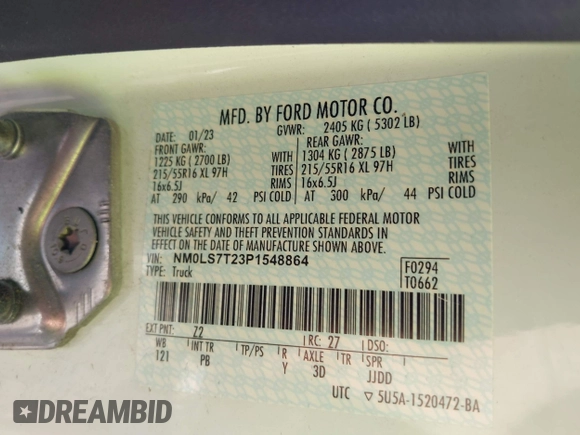 MFD. BY FORD MOTOR CO.
DATE: 01/23 GVWR: 2405 KG ( 5302 LB)
FRONT GAWR: REAR GAWR:
1225 KG ( 2700 LB) WITH 1304 KG ( 2875 LB) WITH
215/55R16 XL 97H TIRES 215/55R16 XL 97H TIRES
16x6.5J RIMS 16x6.5J RIMS
AT 290 kPa/ 42 PSI COLD AT 300 kPa/ 44 PSI COLD
THIS VEHICLE CONFORMS TO ALL APPLICABLE FEDERAL MOTOR
VEHICLE SAFETY AND THEFT PREVENTION STANDARDS IN
EFFECT ON THE DATE OF MANUFACTURE SHOWN ABOVE.
VIN: NM0LS7T23P1548864 F0294
TYPE: Truck T0662
EXT PNT: Z2 RC: 27 DSO:
WB INT TR TP/PS R AXLE TR SPR
121 PB Y 3D JJDD
UTC ▽5U5A-1520472-BA
DREAMBID